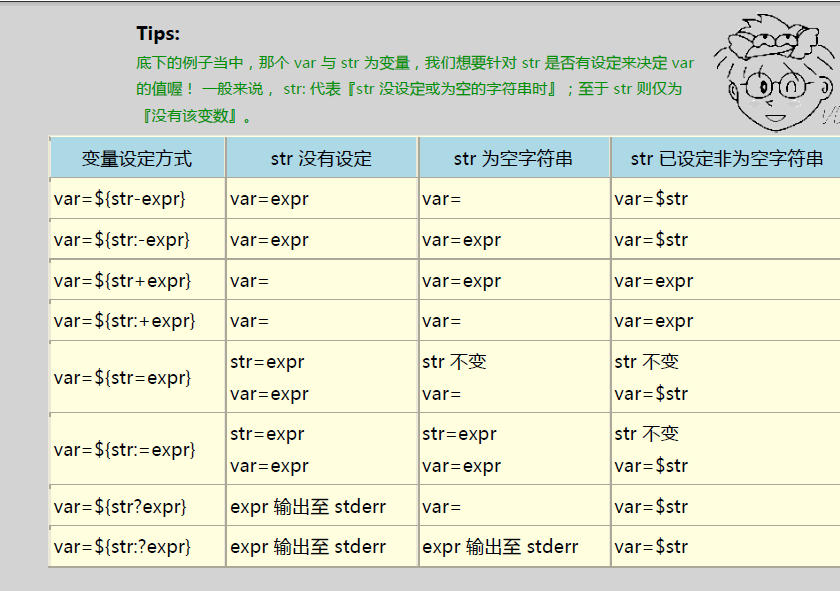 Tips:
底下的例子当中，那个 var 与 str 为变量，我们想要针对 str 是否有设定来决定 var
的值喔！ 一般来说， str: 代表『str 没设定或为空的字符串时』；至于 str 则仅为
『没有该变数』。
变量设定方式 str 没有设定 str 为空字符串 str 已设定非为空字符串
var=${str-expr} var=expr var= var=$str
var=${str:-expr} var=expr var=expr var=$str
var=${str+expr} var= var=expr var=expr
var=${str:+expr} var= var= var=expr
var=${str=expr} str=expr str 不变 str 不变
var=expr var= var=$str
var=${str:=expr} str=expr str=expr str 不变
var=expr var=expr var=$str
var=${str?expr} expr 输出至 stderr var= var=$str
var=${str:?expr} expr 输出至 stderr expr 输出至 stderr var=$str